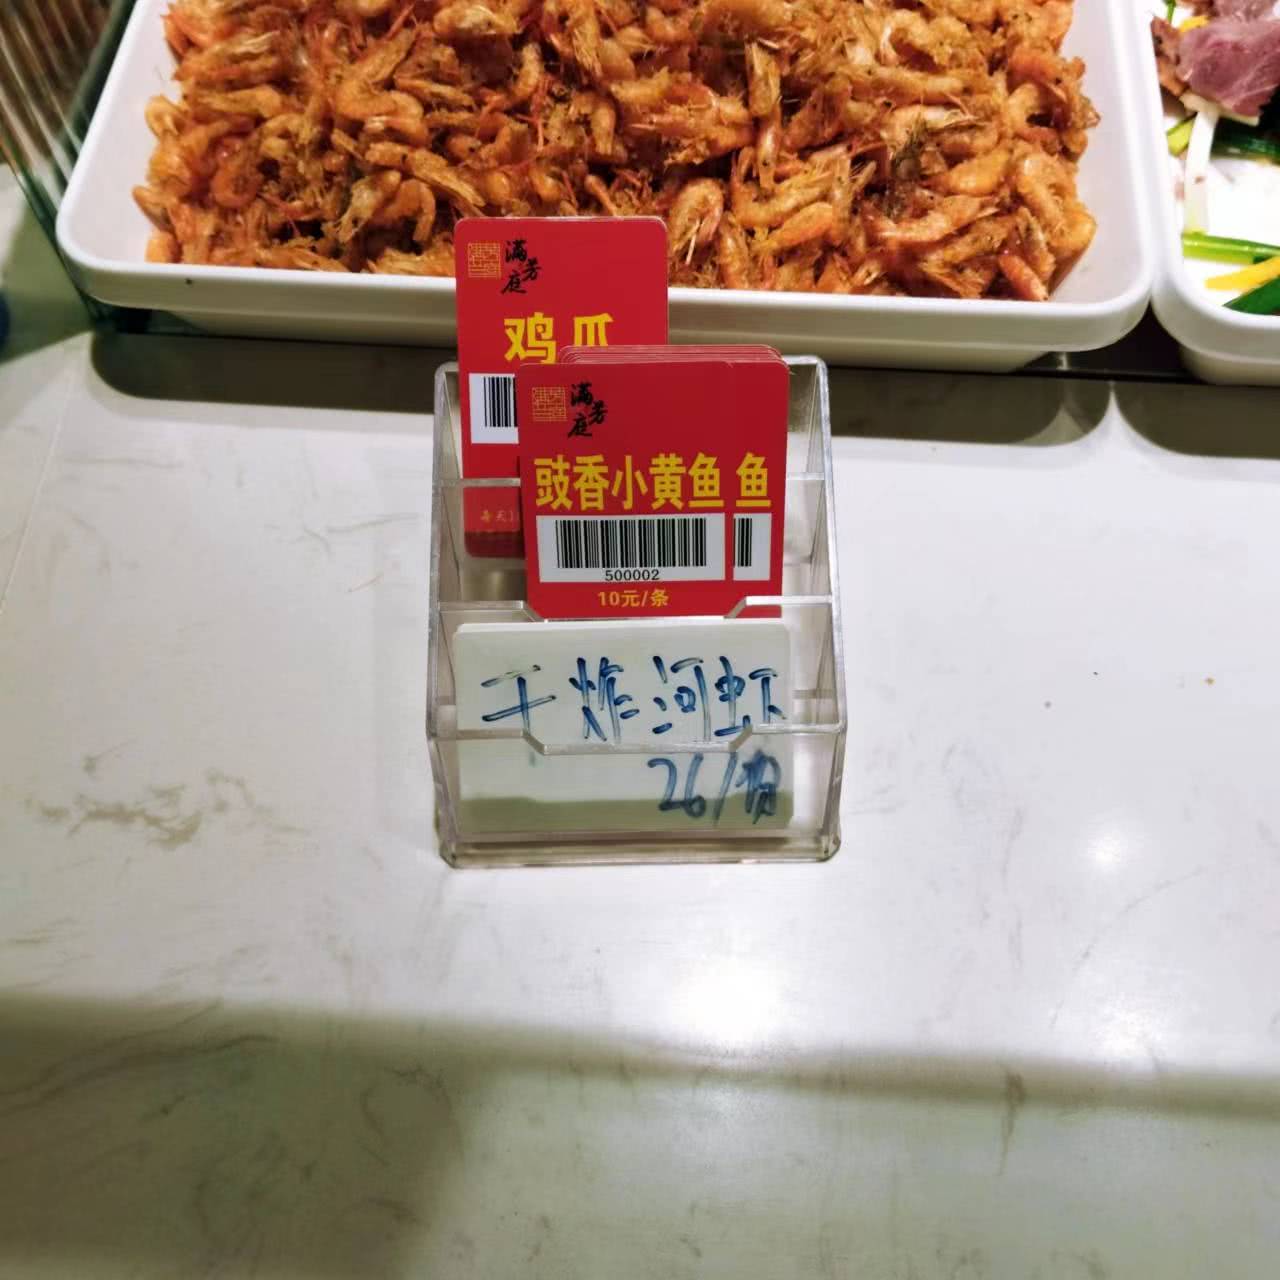 满芳庭
鸡爪
满芳庭
豉香小黄鱼 鱼
500002
10元/条
干炸河虾
26/份